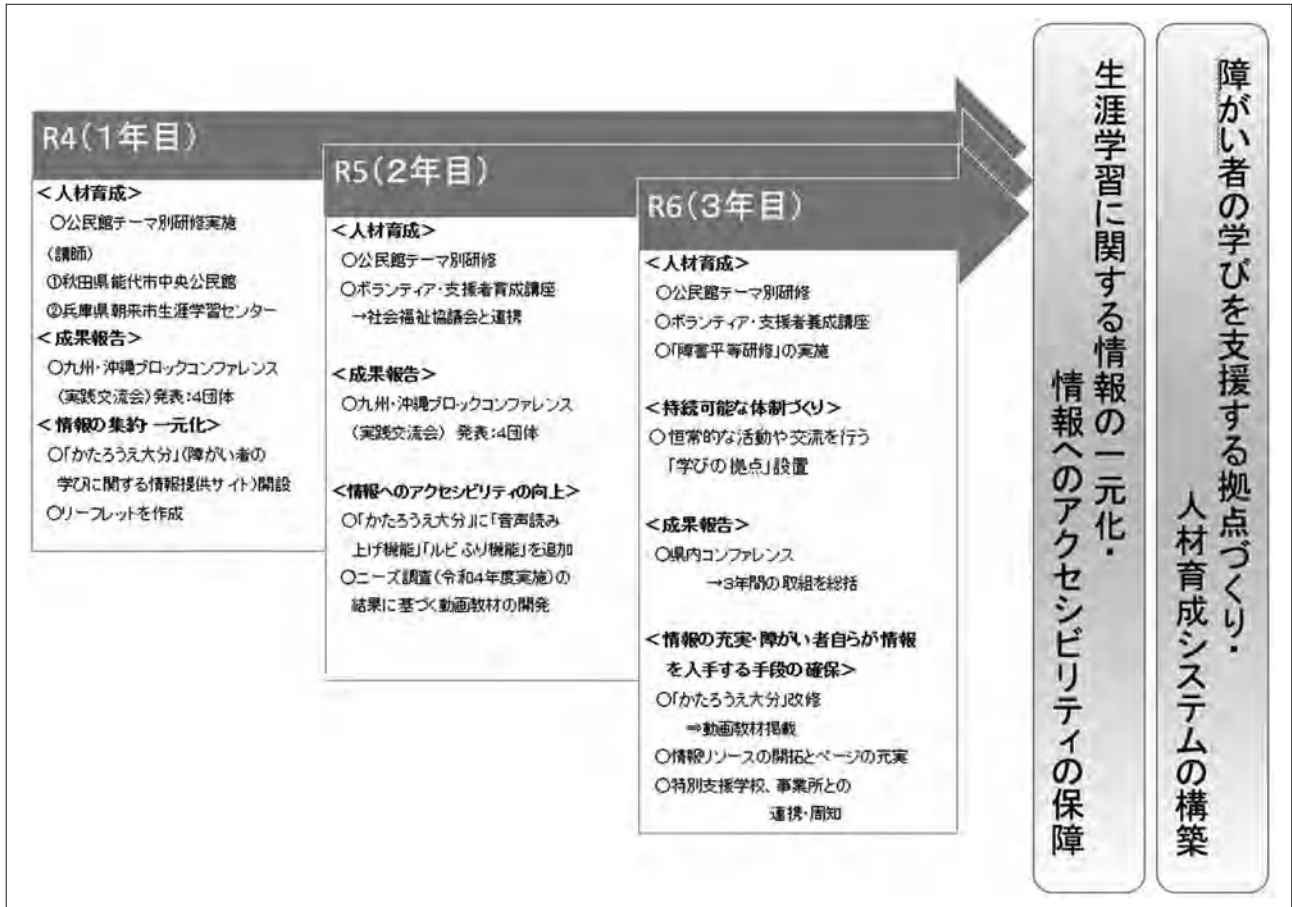 R4(1年目)
<人材育成>
○公民館テーマ別研修実施
(講師)
①秋田県能代市中央公民館
②兵庫県朝来市生涯学習センター
<成果報告>
○九州・沖縄ブロックコンファレンス
(実践交流会)発表:4団体
<情報の集約・一元化>
○「かたろうえ大分」(障がい者の
学びに関する情報提供サイト)開設
○リーフレットを作成
R5(2年目)
<人材育成>
○公民館テーマ別研修
○ボランティア・支援者育成講座
→社会福祉協議会と連携
<成果報告>
○九州・沖縄ブロックコンファレンス
(実践交流会) 発表:4団体
<情報へのアクセシビリティの向上>
○「かたろうえ大分」に「音声読み
上げ機能」「ルビふり機能」を追加
○ニーズ調査(令和4年度実施)の
結果に基づく動画教材の開発
R6(3年目)
<人材育成>
○公民館テーマ別研修
○ボランティア・支援者養成講座
○「障害平等研修」の実施
<持続可能な体制づくり>
○恒常的な活動や交流を行う
「学びの拠点」設置
<成果報告>
○県内コンファレンス
→3年間の取組を総括
<情報の充実・障がい者自らが情報
を入手する手段の確保>
○「かたろうえ大分」改修
⇒動画教材掲載
○情報リソースの開拓とページの充実
○特別支援学校、事業所との
連携・周知
障がい者の学びを支援する拠点づくり・
人材育成システムの構築
生涯学習に関する情報の一元化・
情報へのアクセシビリティの保障